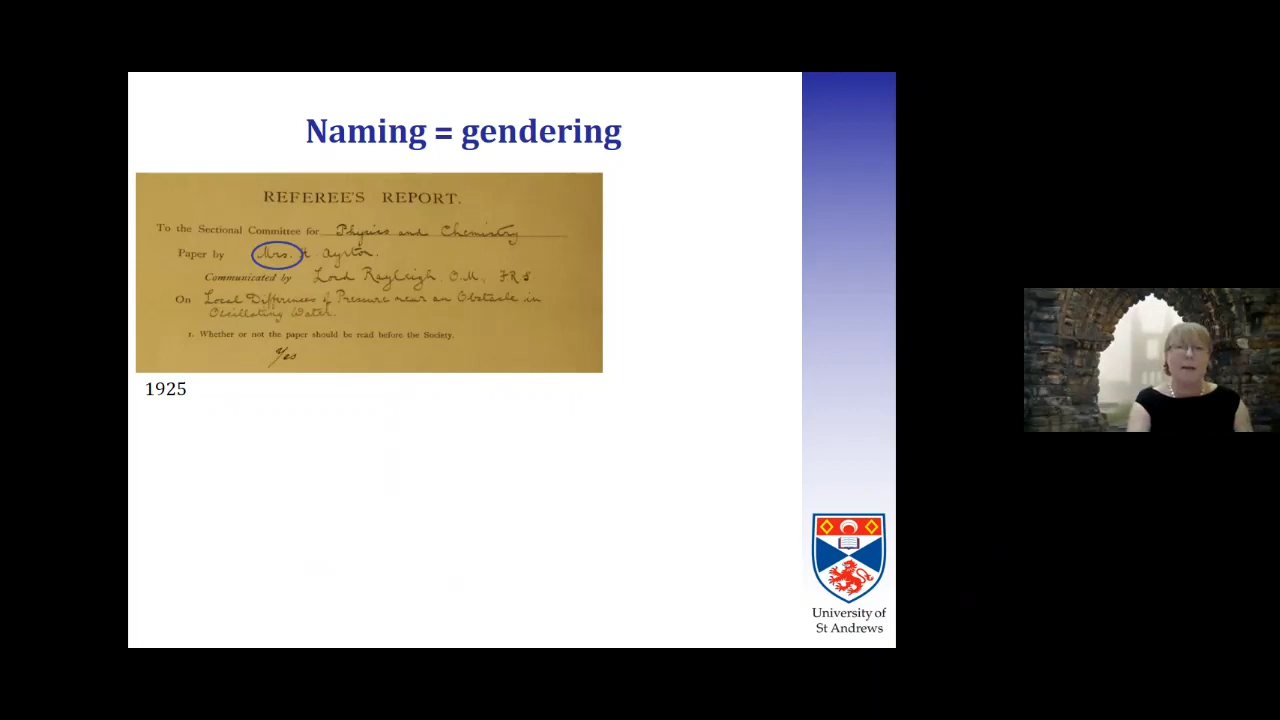 Naming = gendering
REFEREE'S REPORT.
To the Sectional Committee for Physics and Chemistry
Paper by Mrs. H. Ayrton.
Communicated by Lord Rayleigh, O.M., FRS
On Local Differences of Pressure near an Obstacle in
Oscillating Water.
1. Whether or not the paper should be read before the Society.
Yes
1925
University of
St Andrews